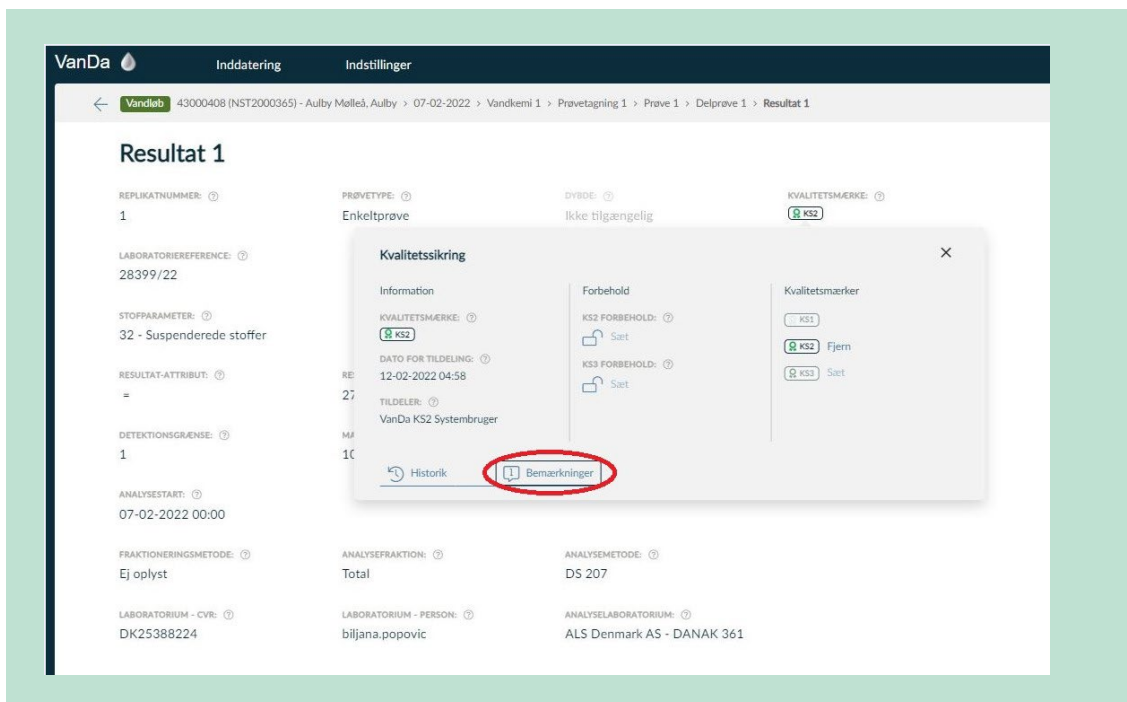 VanDa Inddatering Indstillinger
← Vandløb 43000408 (NST2000365) - Aulby Mølleå, Aulby > 07-02-2022 > Vandkemi 1 > Prøvetagning 1 > Prøve 1 > Delprøve 1 > Resultat 1
Resultat 1
REPLIKATNUMMER: PRØVETYPE: DYBDE: KVALITETSMÆRKE:
1 Enkeltprøve Ikke tilgængelig KS2
LABORATORIEREFERENCE:
28399/22
STOFPARAMETER:
32 - Suspenderede stoffer
RESULTAT-ATTRIBUT: RE
= 27
DETEKTIONSGRÆNSE: MA
1 10
ANALYSESTART:
07-02-2022 00:00
Kvalitetssikring
Information
KVALITETSMÆRKE:
KS2
DATO FOR TILDELING:
12-02-2022 04:58
TILDELER:
VanDa KS2 Systembruger
Forbehold
KS2 FORBEHOLD:
Sæt
KS3 FORBEHOLD:
Sæt
Kvalitetsmærker
KS1
KS2 Fjern
KS3 Sæt
Historik 1 Bemærkninger
FRAKTIONERINGSMETODE: ANALYSEFRAKTION: ANALYSEMETODE:
Ej oplyst Total DS 207
LABORATORIUM - CVR: LABORATORIUM - PERSON: ANALYSELABORATORIUM:
DK25388224 biljana.popovic ALS Denmark AS - DANAK 361